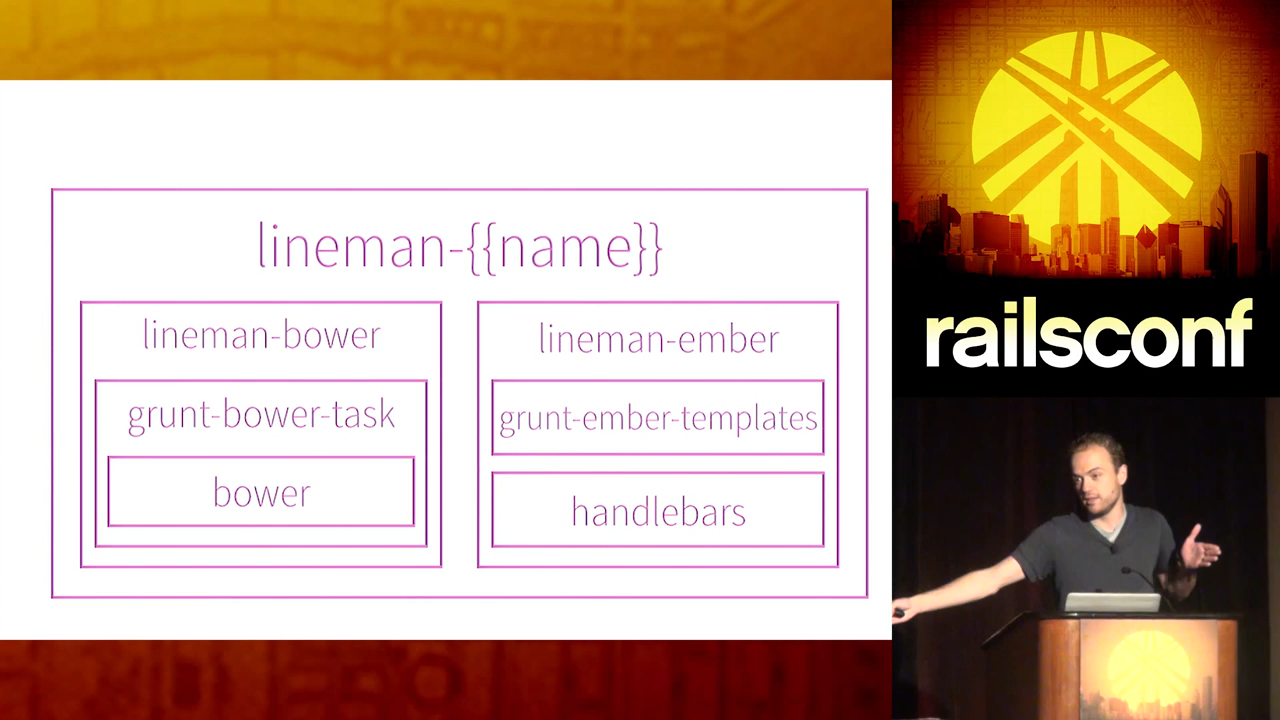 lineman-{{name}}
lineman-bower
grunt-bower-task
bower
lineman-ember
grunt-ember-templates
handlebars
railsconf